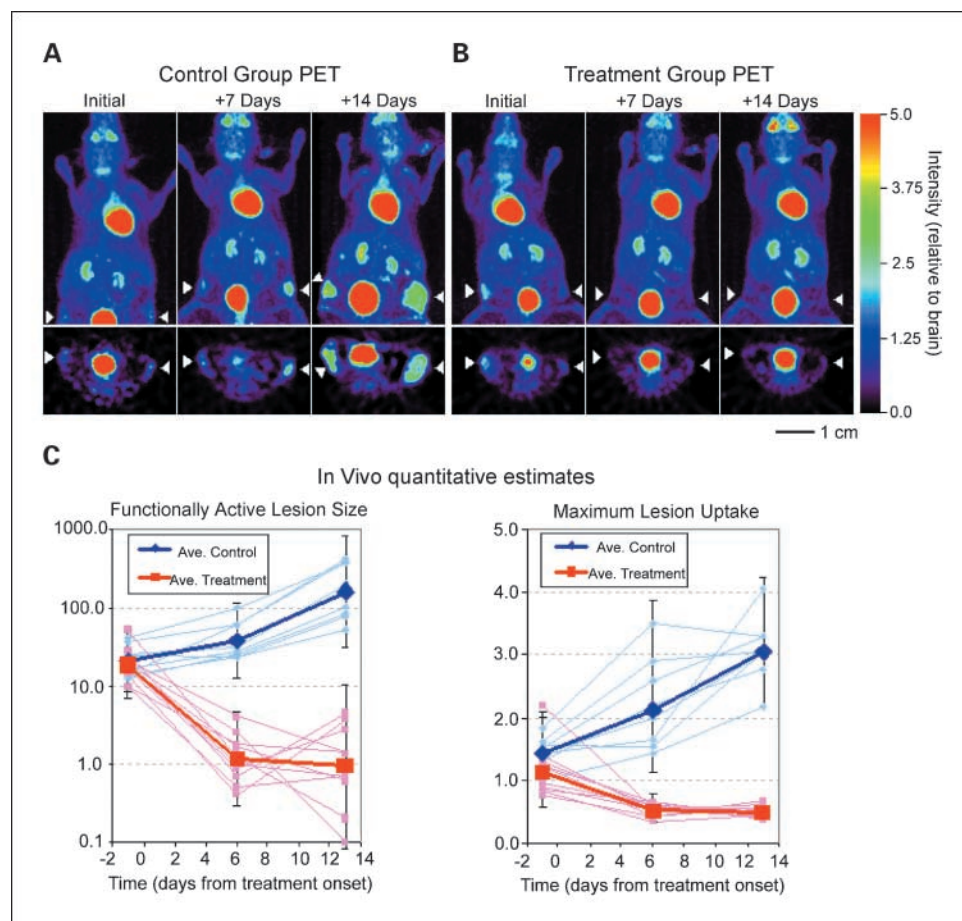 A
Control Group PET
Initial +7 Days +14 Days
B
Treatment Group PET
Initial +7 Days +14 Days
5.0
3.75
2.5
1.25
0.0
Intensity (relative to brain)
1 cm
C
In Vivo quantitative estimates
Functionally Active Lesion Size
1000.0
100.0
10.0
1.0
0.1
Ave. Control
Ave. Treatment
-2 0 2 4 6 8 10 12 14
Time (days from treatment onset)
Maximum Lesion Uptake
5.0
4.0
3.0
2.0
1.0
0.0
Ave. Control
Ave. Treatment
-2 0 2 4 6 8 10 12 14
Time (days from treatment onset)